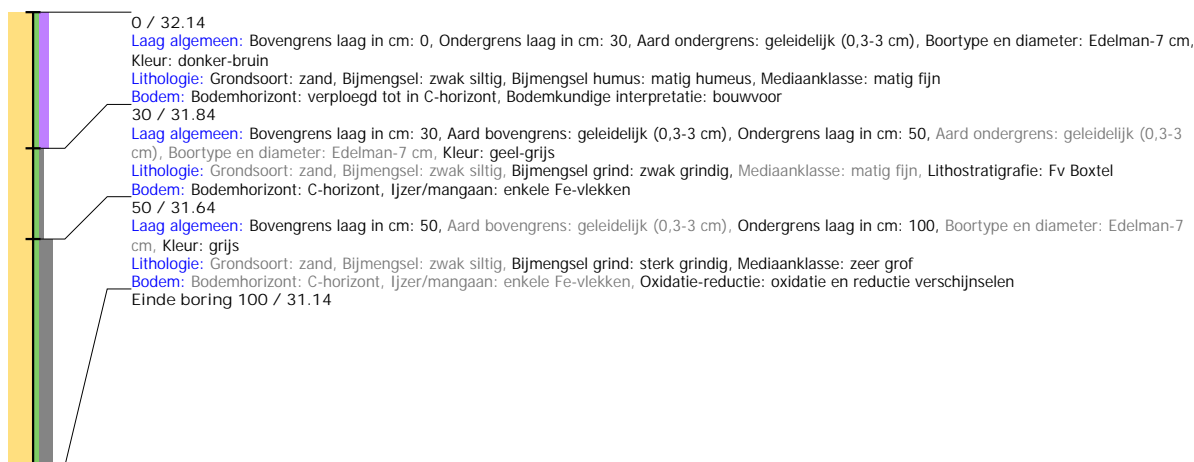 0 / 32.14
Laag algemeen: Bovengrens laag in cm: 0, Ondergrens laag in cm: 30, Aard ondergrens: geleidelijk (0,3-3 cm), Boortype en diameter: Edelman-7 cm,
Kleur: donker-bruin
Lithologie: Grondsoort: zand, Bijmengsel: zwak siltig, Bijmengsel humus: matig humeus, Mediaanklasse: matig fijn
Bodem: Bodemhorizont: verploegd tot in C-horizont, Bodemkundige interpretatie: bouwvoor
30 / 31.84
Laag algemeen: Bovengrens laag in cm: 30, Aard bovengrens: geleidelijk (0,3-3 cm), Ondergrens laag in cm: 50, Aard ondergrens: geleidelijk (0,3-3
cm), Boortype en diameter: Edelman-7 cm, Kleur: geel-grijs
Lithologie: Grondsoort: zand, Bijmengsel: zwak siltig, Bijmengsel grind: zwak grindig, Mediaanklasse: matig fijn, Lithostratigrafie: Fv Boxtel
Bodem: Bodemhorizont: C-horizont, Ijzer/mangaan: enkele Fe-vlekken
50 / 31.64
Laag algemeen: Bovengrens laag in cm: 50, Aard bovengrens: geleidelijk (0,3-3 cm), Ondergrens laag in cm: 100, Boortype en diameter: Edelman-7
cm, Kleur: grijs
Lithologie: Grondsoort: zand, Bijmengsel: zwak siltig, Bijmengsel grind: sterk grindig, Mediaanklasse: zeer grof
Bodem: Bodemhorizont: C-horizont, Ijzer/mangaan: enkele Fe-vlekken, Oxidatie-reductie: oxidatie en reductie verschijnselen
Einde boring 100 / 31.14